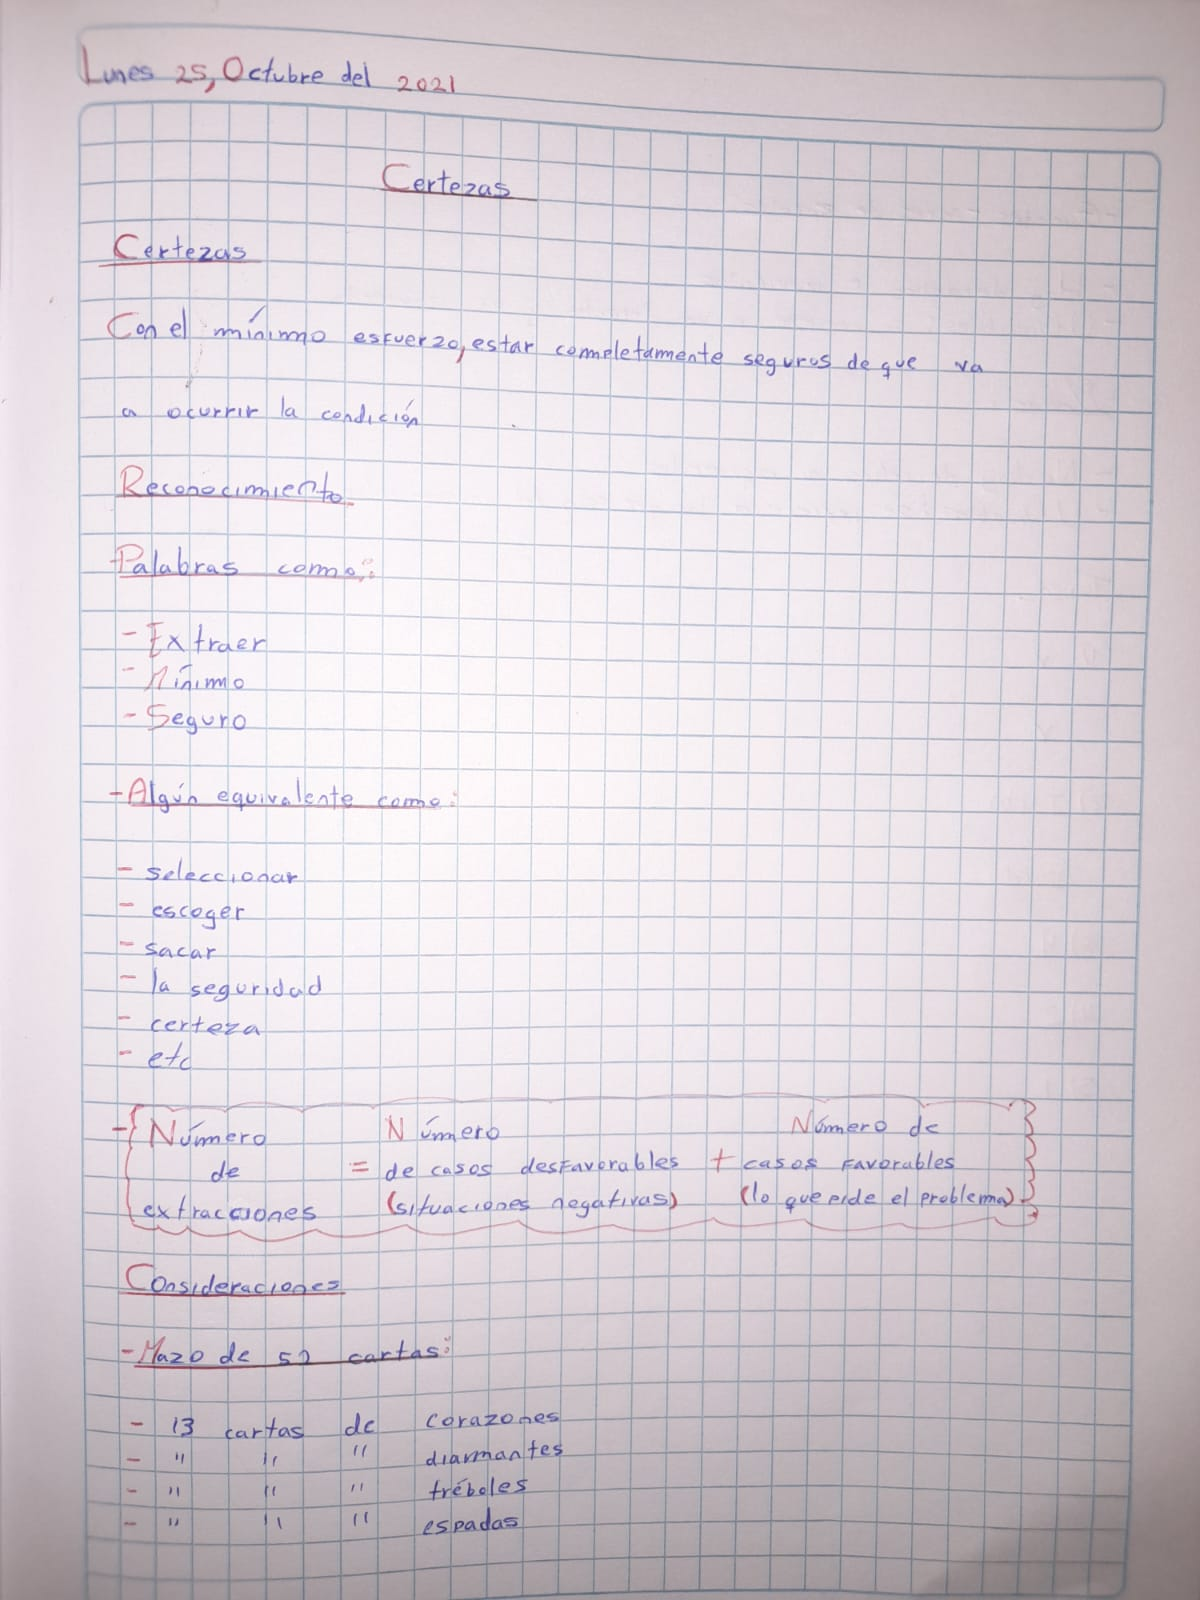 Lunes 25, Octubre del 2021
Certezas
Certezas
Con el mínimo esfuerzo, estar completamente seguros de que va
a ocurrir la condición
Reconocimiento
Palabras como:
- Extraer
- Mínimo
- Seguro
- Algún equivalente como:
- seleccionar
- escoger
- sacar
- la seguridad
- certeza
- etc
- { Número Número Número de
de = de casos desfavorables + casos favorables
extracciones (situaciones negativas) (lo que pide el problema)
Consideraciones
- Mazo de 52 cartas:
- 13 cartas de corazones
- " " " diamantes
- " " " tréboles
- " " " espadas